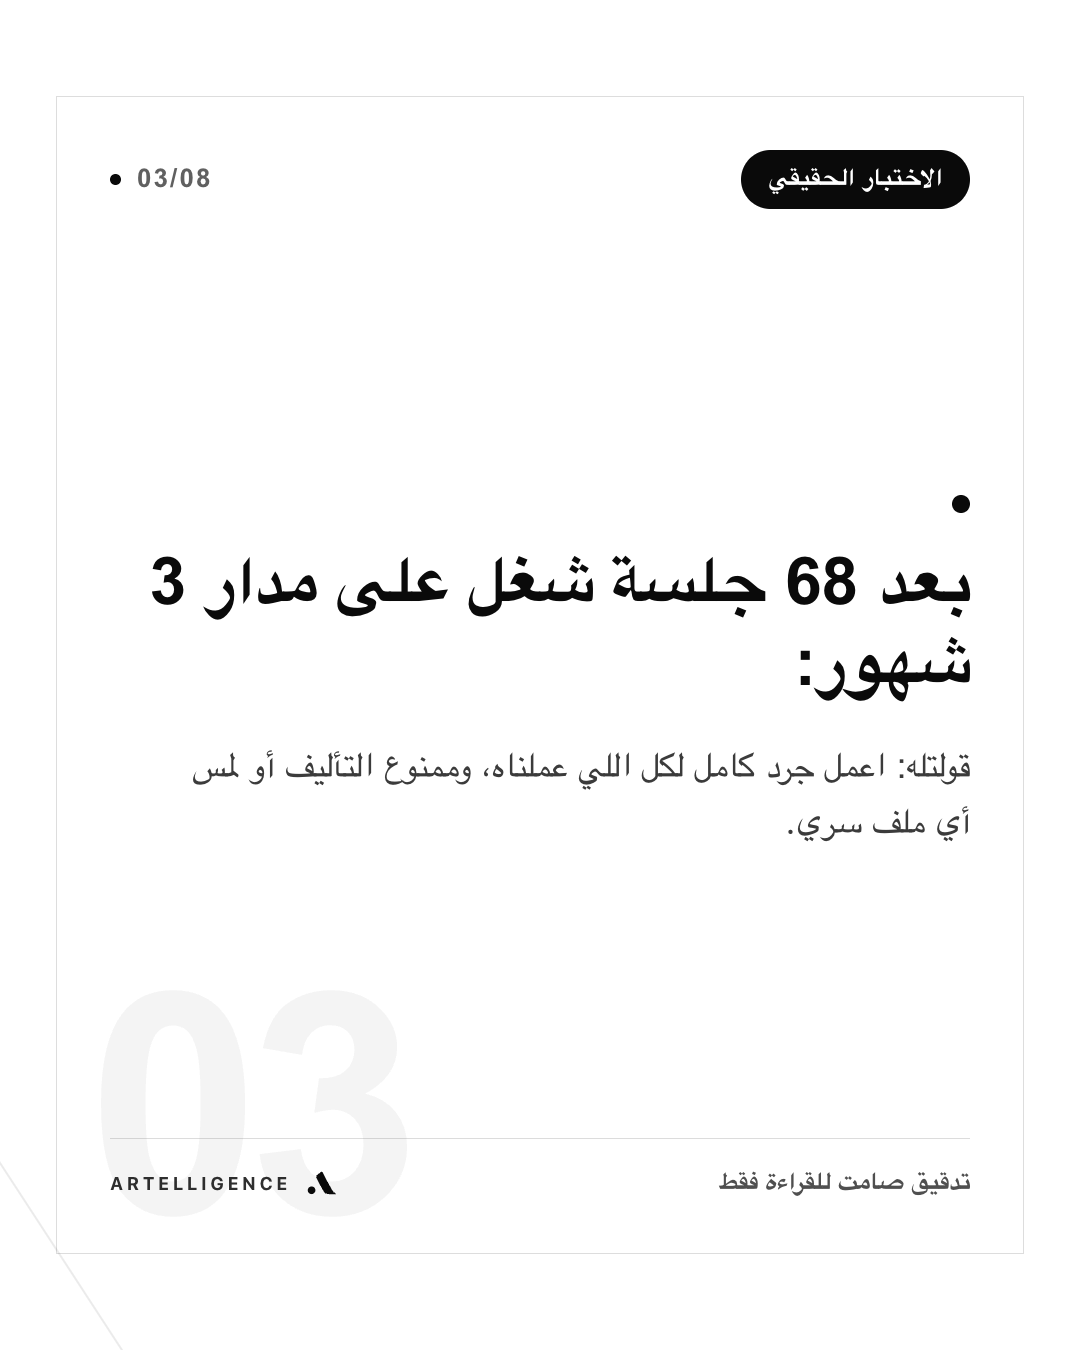 الاختبار الحقيقي
03/08
بعد 68 جلسة شغل على مدار 3
شهور:
قولتله: اعمل جرد كامل لكل اللي عملناه، وممنوع التأليف أو لمس
أي ملف سري.
03
تدقيق صامت للقراءة فقط
ARTELLIGENCE